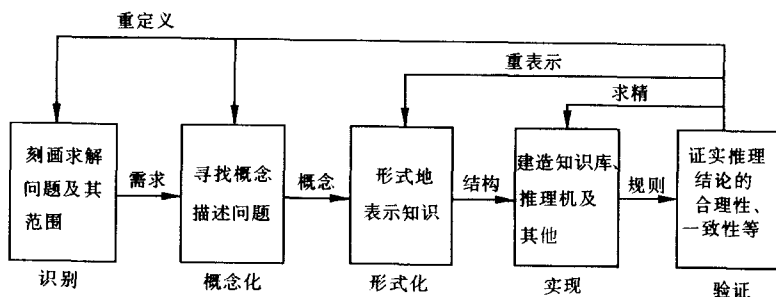 重定义
重表示
求精
刻画求解
问题及其
范围
需求
寻找概念
描述问题
概念
形式地
表示知识
结构
建造知识库、
推理机及
其他
规则
证实推理
结论的
合理性、
一致性等
识别
概念化
形式化
实现
验证